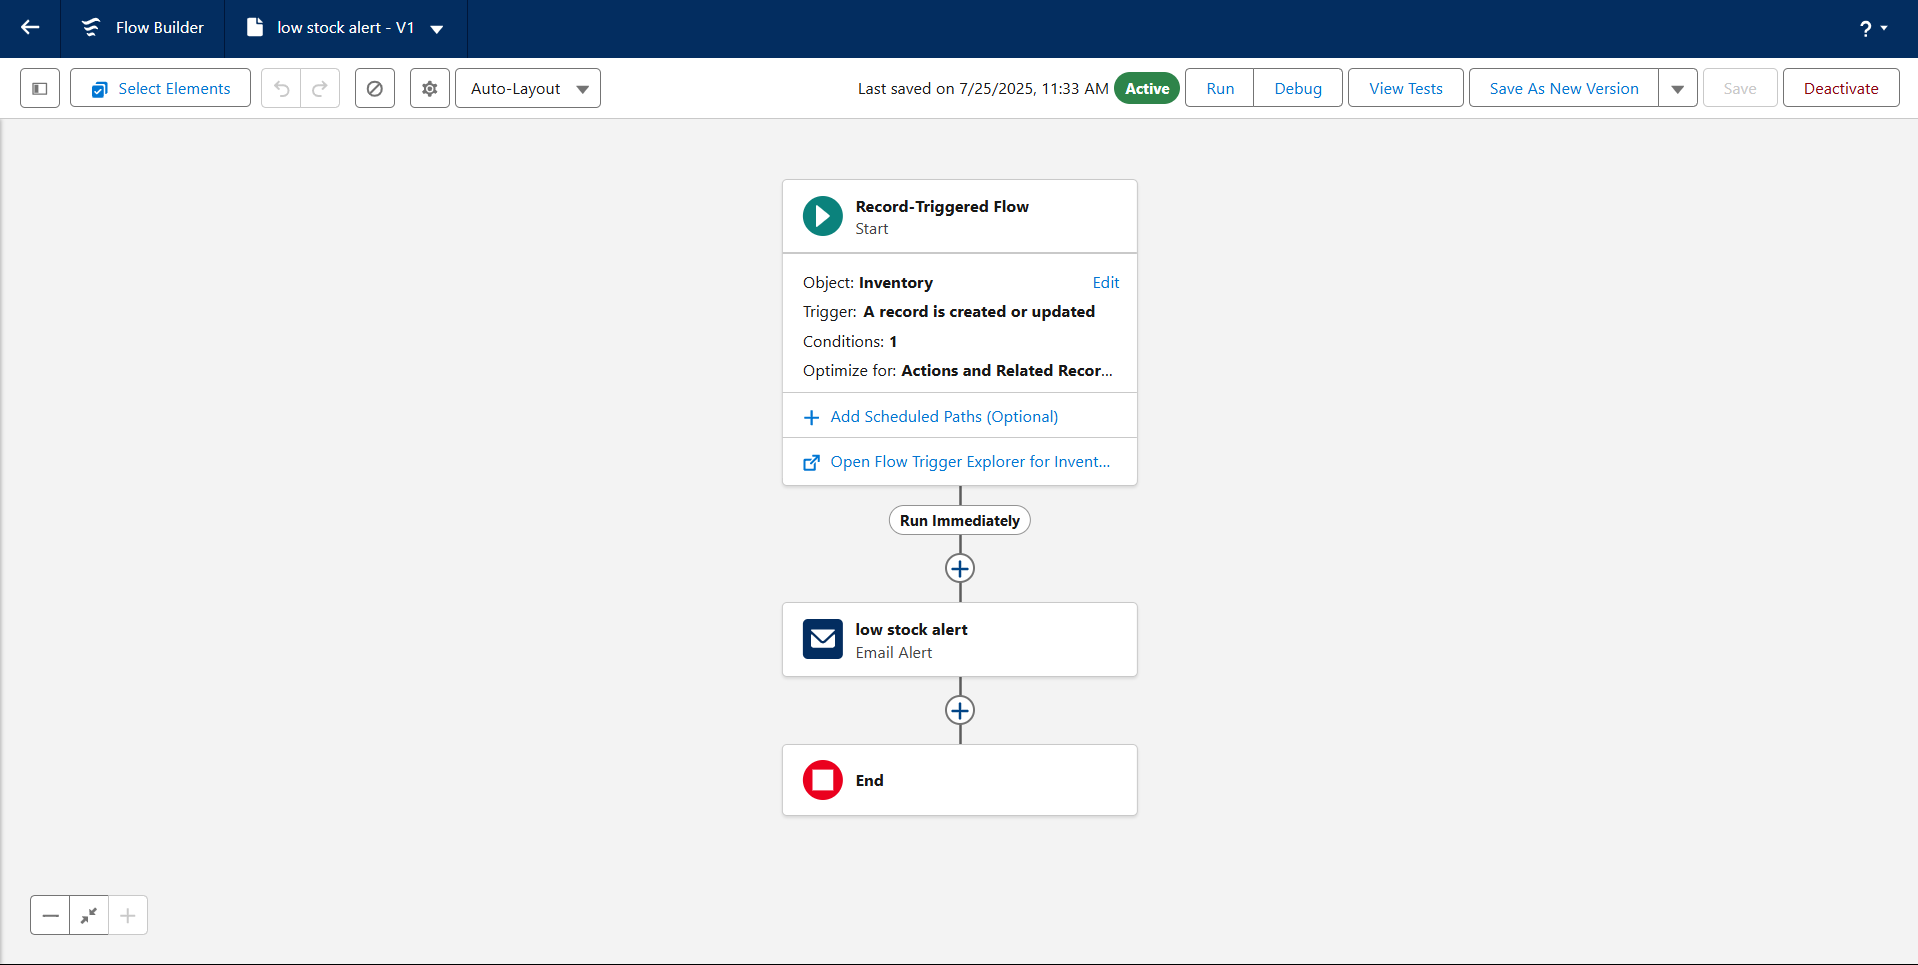 Flow Builder
low stock alert - V1
?
Select Elements
Auto-Layout
Last saved on 7/25/2025, 11:33 AM
Active
Run
Debug
View Tests
Save As New Version
Save
Deactivate
Record-Triggered Flow
Start
Object: Inventory
Edit
Trigger: A record is created or updated
Conditions: 1
Optimize for: Actions and Related Recor...
Add Scheduled Paths (Optional)
Open Flow Trigger Explorer for Invent...
Run Immediately
low stock alert
Email Alert
End